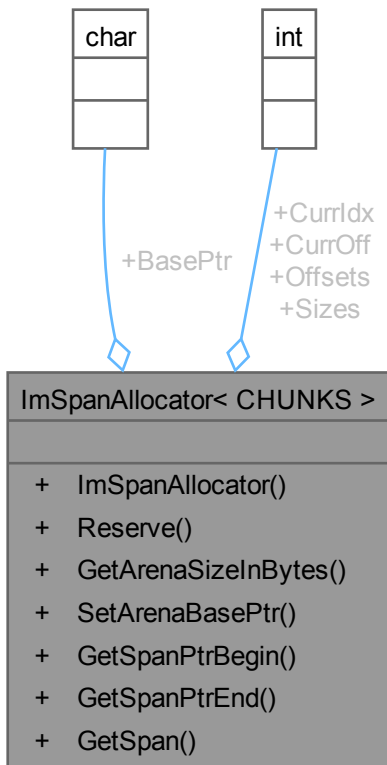 char
int
+BasePtr
+CurrIdx
+CurrOff
+Offsets
+Sizes
ImSpanAllocator< CHUNKS >
+ ImSpanAllocator()
+ Reserve()
+ GetArenaSizeInBytes()
+ SetArenaBasePtr()
+ GetSpanPtrBegin()
+ GetSpanPtrEnd()
+ GetSpan()